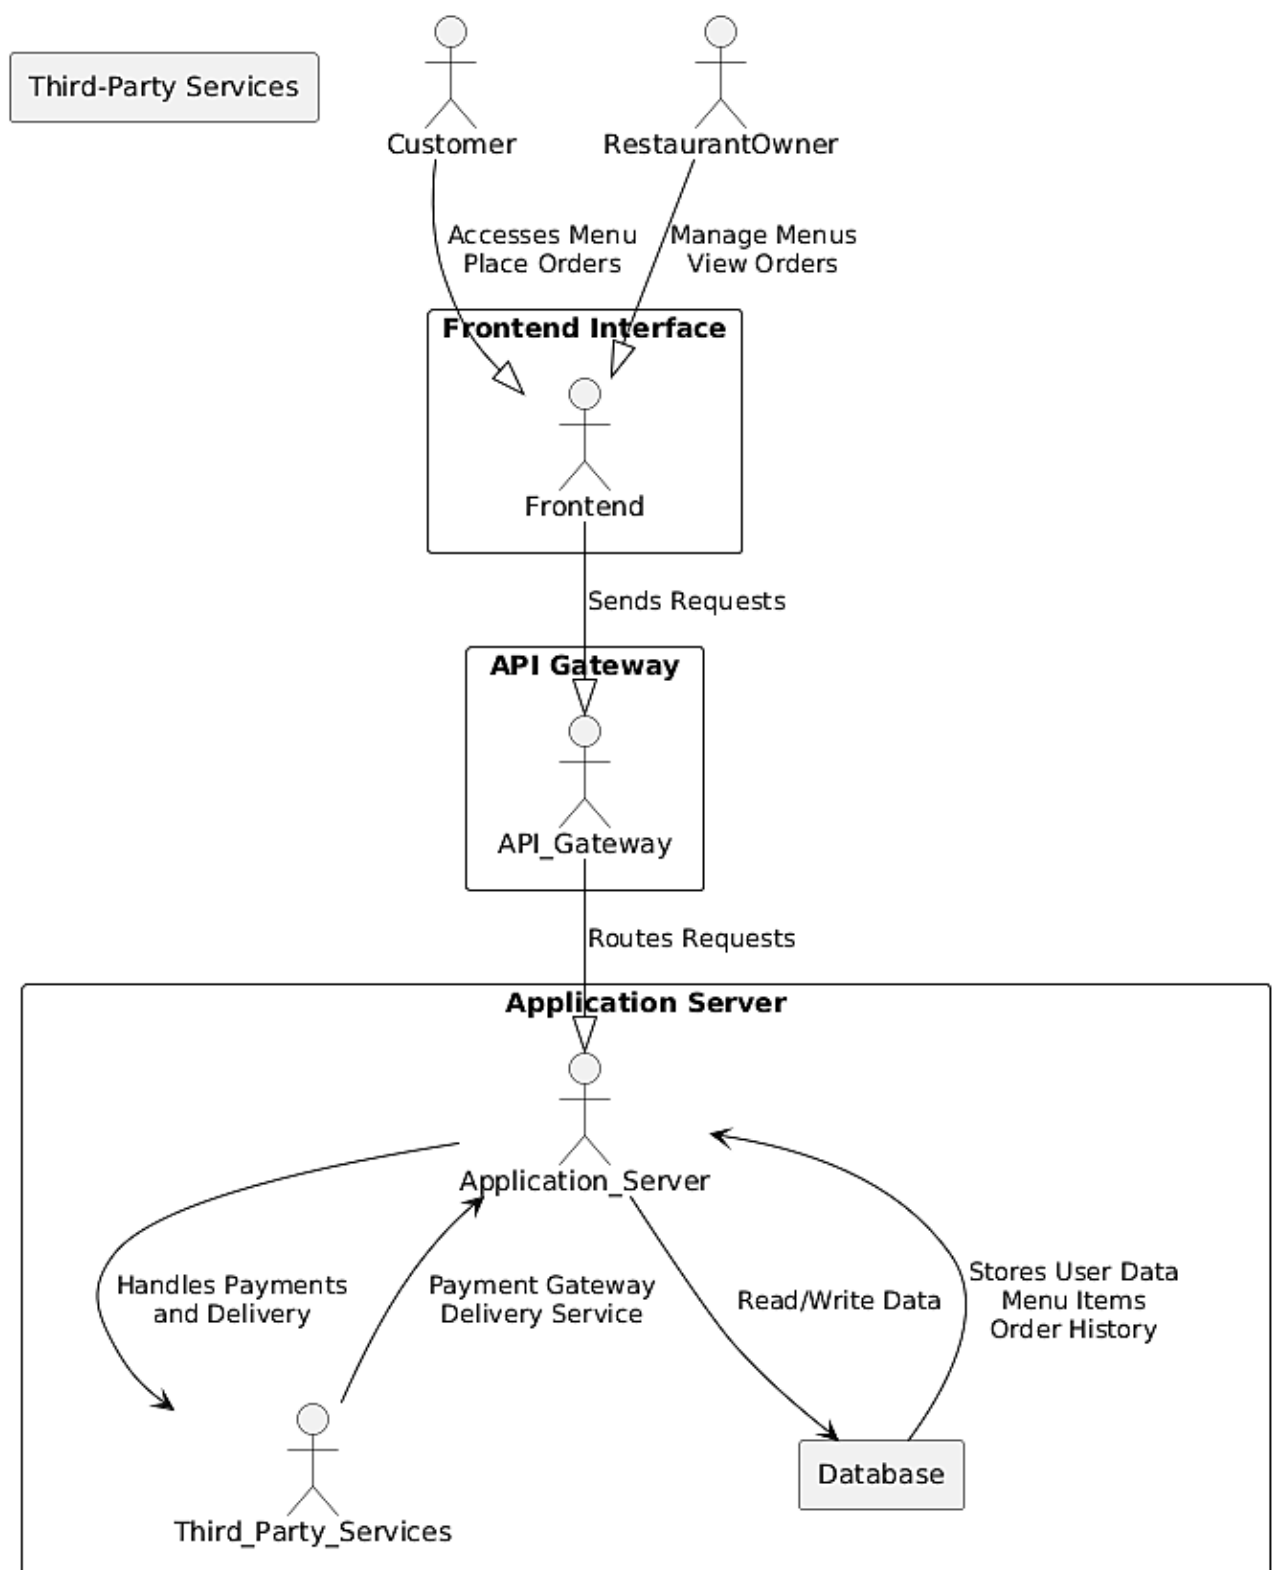 Third-Party Services
Customer
RestaurantOwner
Accesses Menu
Place Orders
Manage Menus
View Orders
Frontend Interface
Frontend
Sends Requests
API Gateway
API_Gateway
Routes Requests
Application Server
Application_Server
Handles Payments
and Delivery
Payment Gateway
Delivery Service
Read/Write Data
Stores User Data
Menu Items
Order History
Third_Party_Services
Database